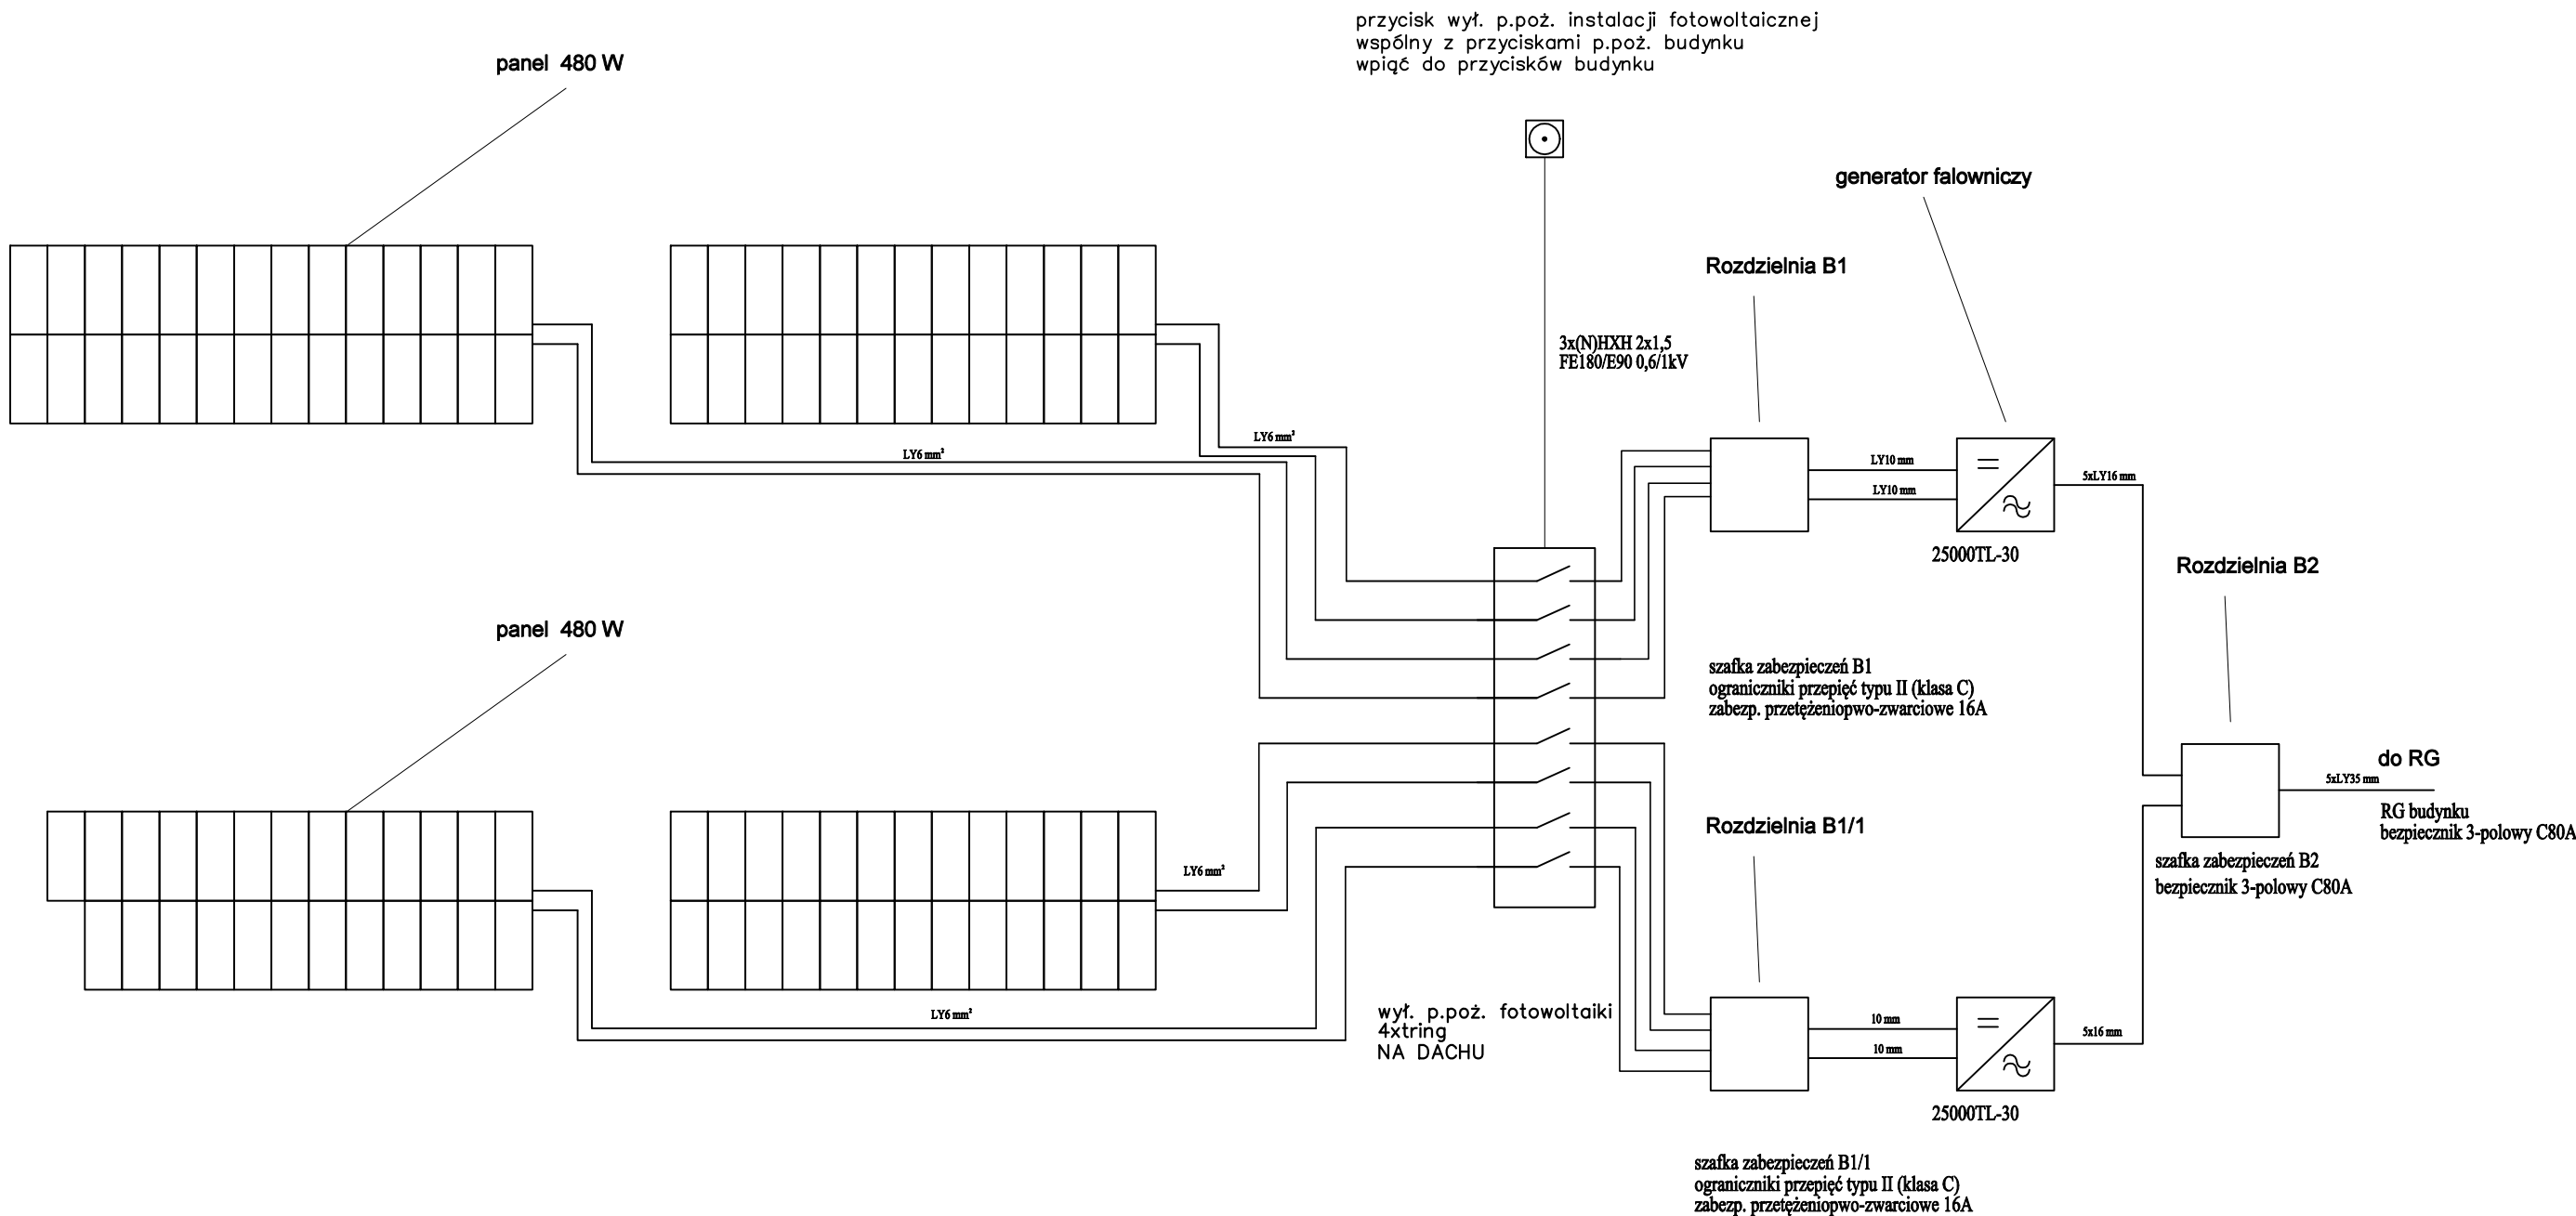 przycisk wył. p.poż. instalacji fotowoltaicznej
wspólny z przyciskami p.poż. budynku
wpiąć do przycisków budynku
panel 480 W
generator falowniczy
Rozdzielnia B1
3x(N)HXH 2x1,5
FE180/E90 0,6/1kV
LY6 mm²
LY6 mm²
LY10 mm
LY10 mm
5xLY16 mm
25000TL-30
Rozdzielnia B2
panel 480 W
szafka zabezpieczeń B1
ograniczniki przepięć typu II (klasa C)
zabezp. przetężeniopwo-zwarciowe 16A
do RG
5xLY35 mm
RG budynku
bezpiecznik 3-polowy C80A
Rozdzielnia B1/1
szafka zabezpieczeń B2
bezpiecznik 3-polowy C80A
LY6 mm²
LY6 mm²
wył. p.poż. fotowoltaiki
4xtring
NA DACHU
10 mm
10 mm
5x16 mm
25000TL-30
szafka zabezpieczeń B1/1
ograniczniki przepięć typu II (klasa C)
zabezp. przetężeniopwo-zwarciowe 16A